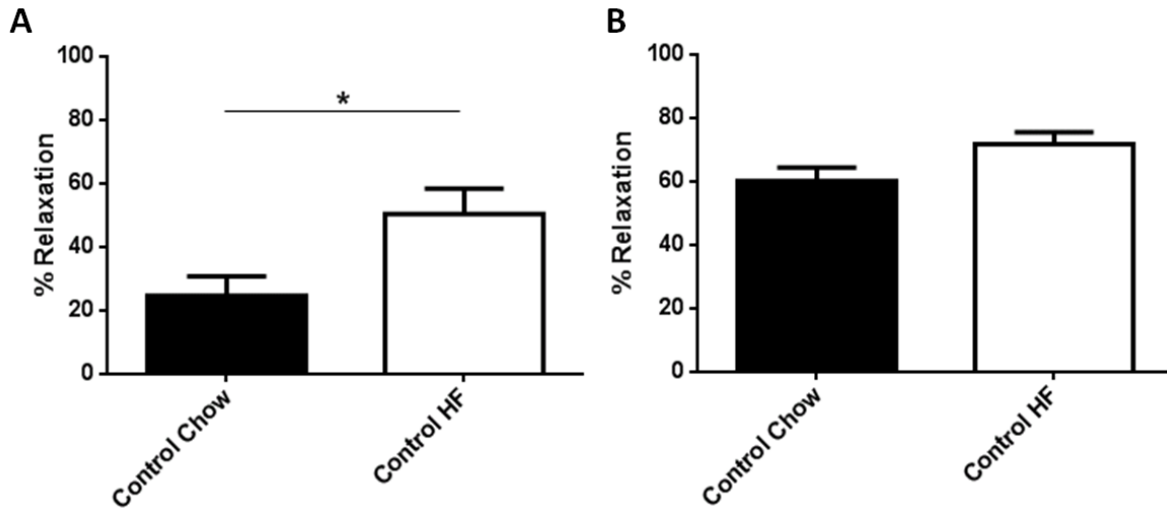 A
100
80
60
40
20
0
% Relaxation
*
Control Chow
Control HF
B
100
80
60
40
20
0
% Relaxation
Control Chow
Control HF